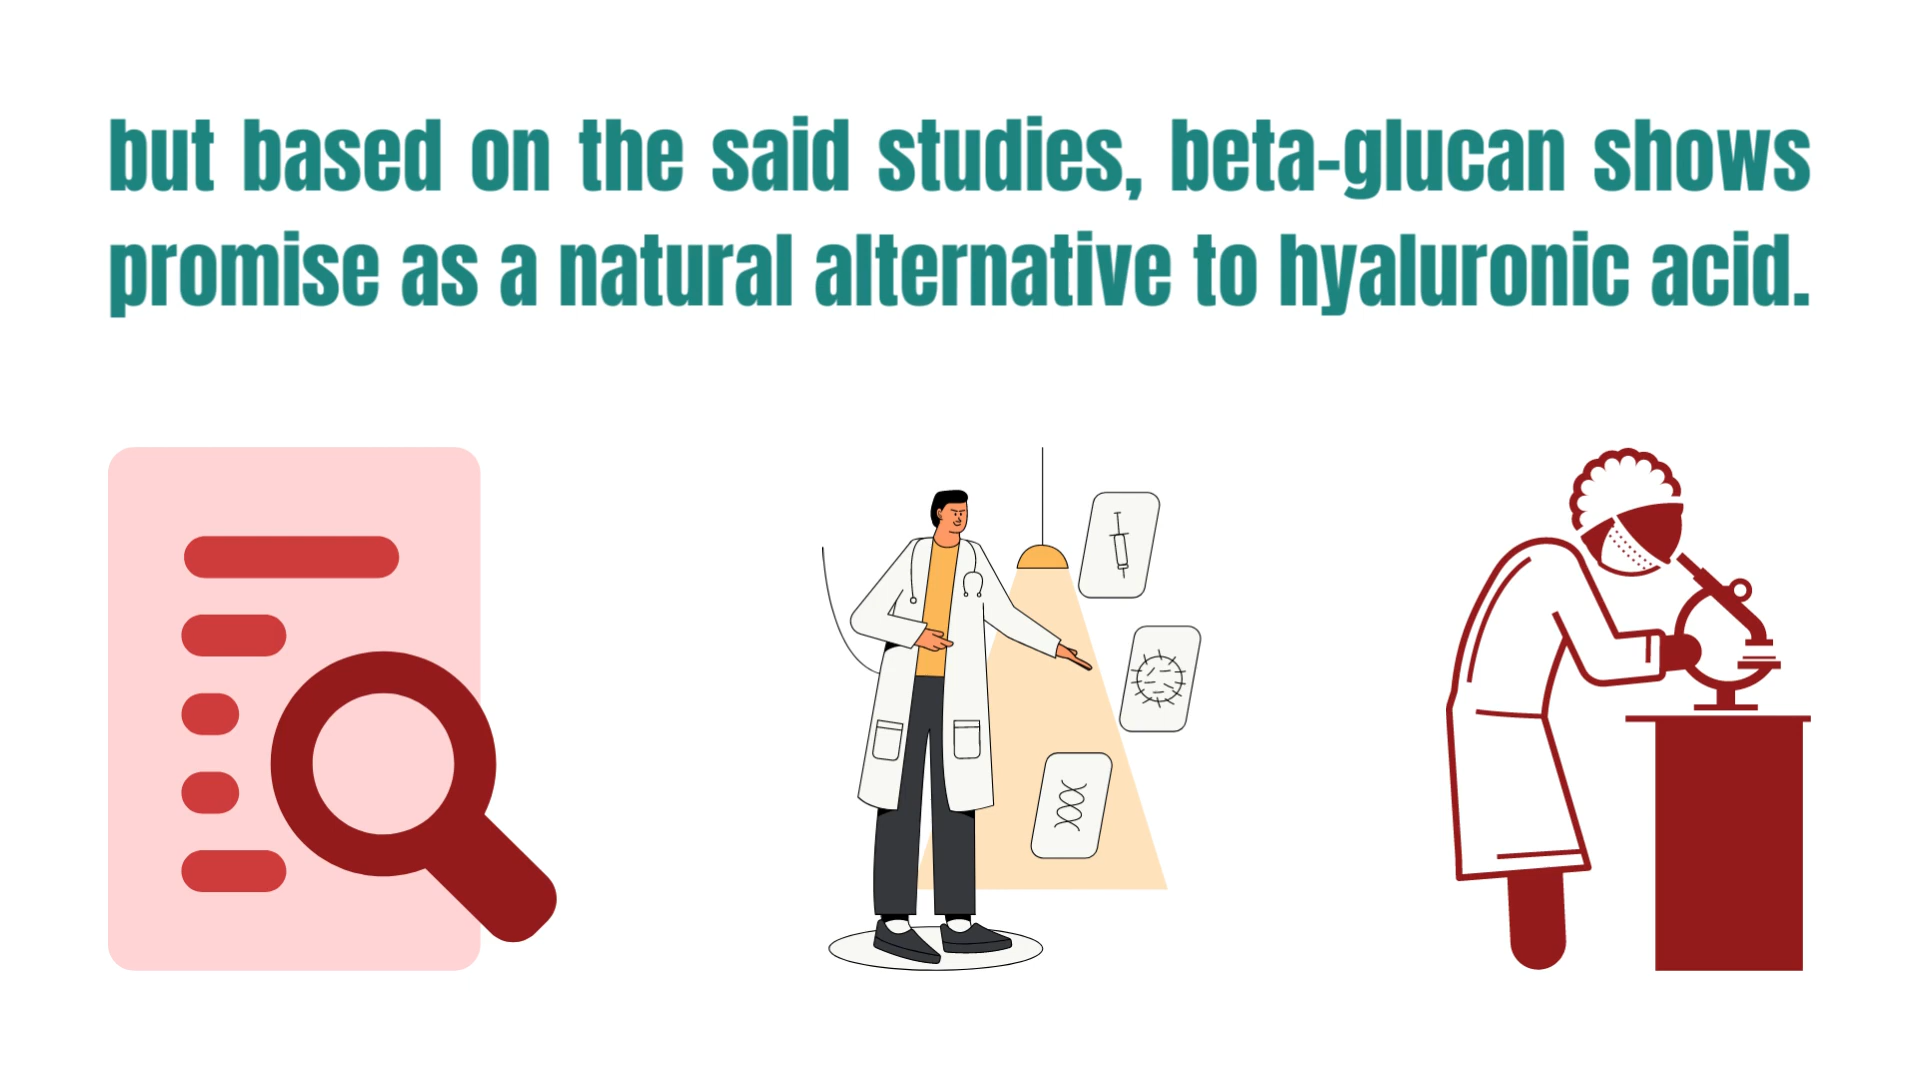 but based on the said studies, beta-glucan shows
promise as a natural alternative to hyaluronic acid.